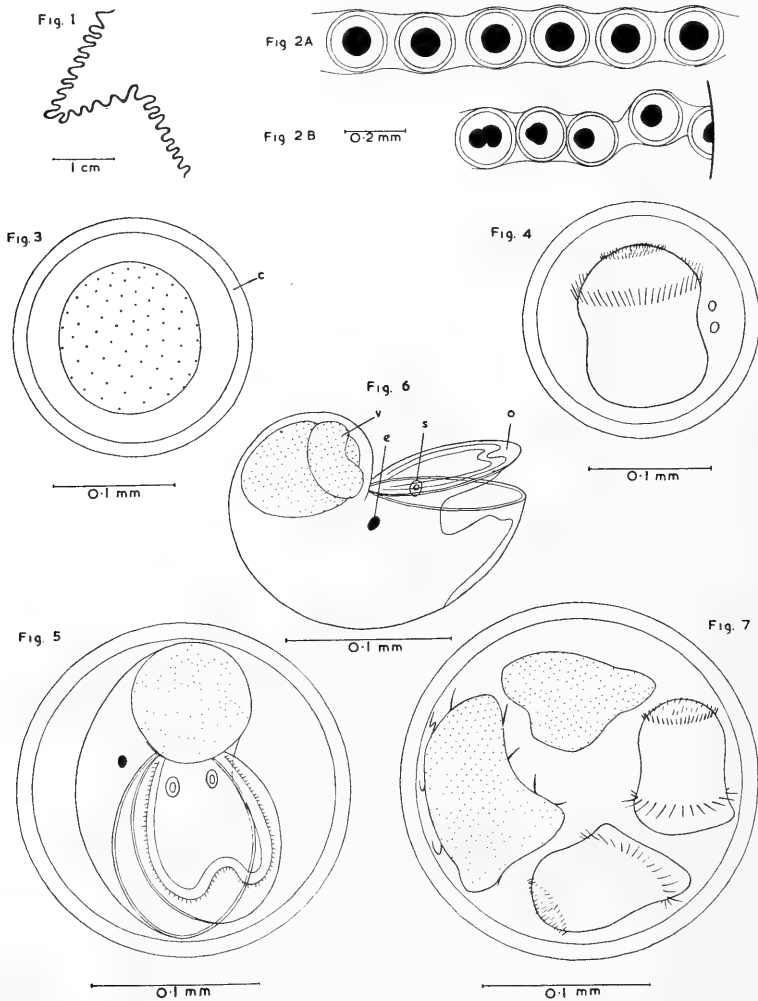 Fig. 1
1 cm
Fig 2A
Fig 2B
0·2 mm
Fig. 3
c
0·1 mm
Fig. 4
0·1 mm
Fig. 6
v
e
s
o
0·1 mm
Fig. 5
0·1 mm
Fig. 7
0·1 mm